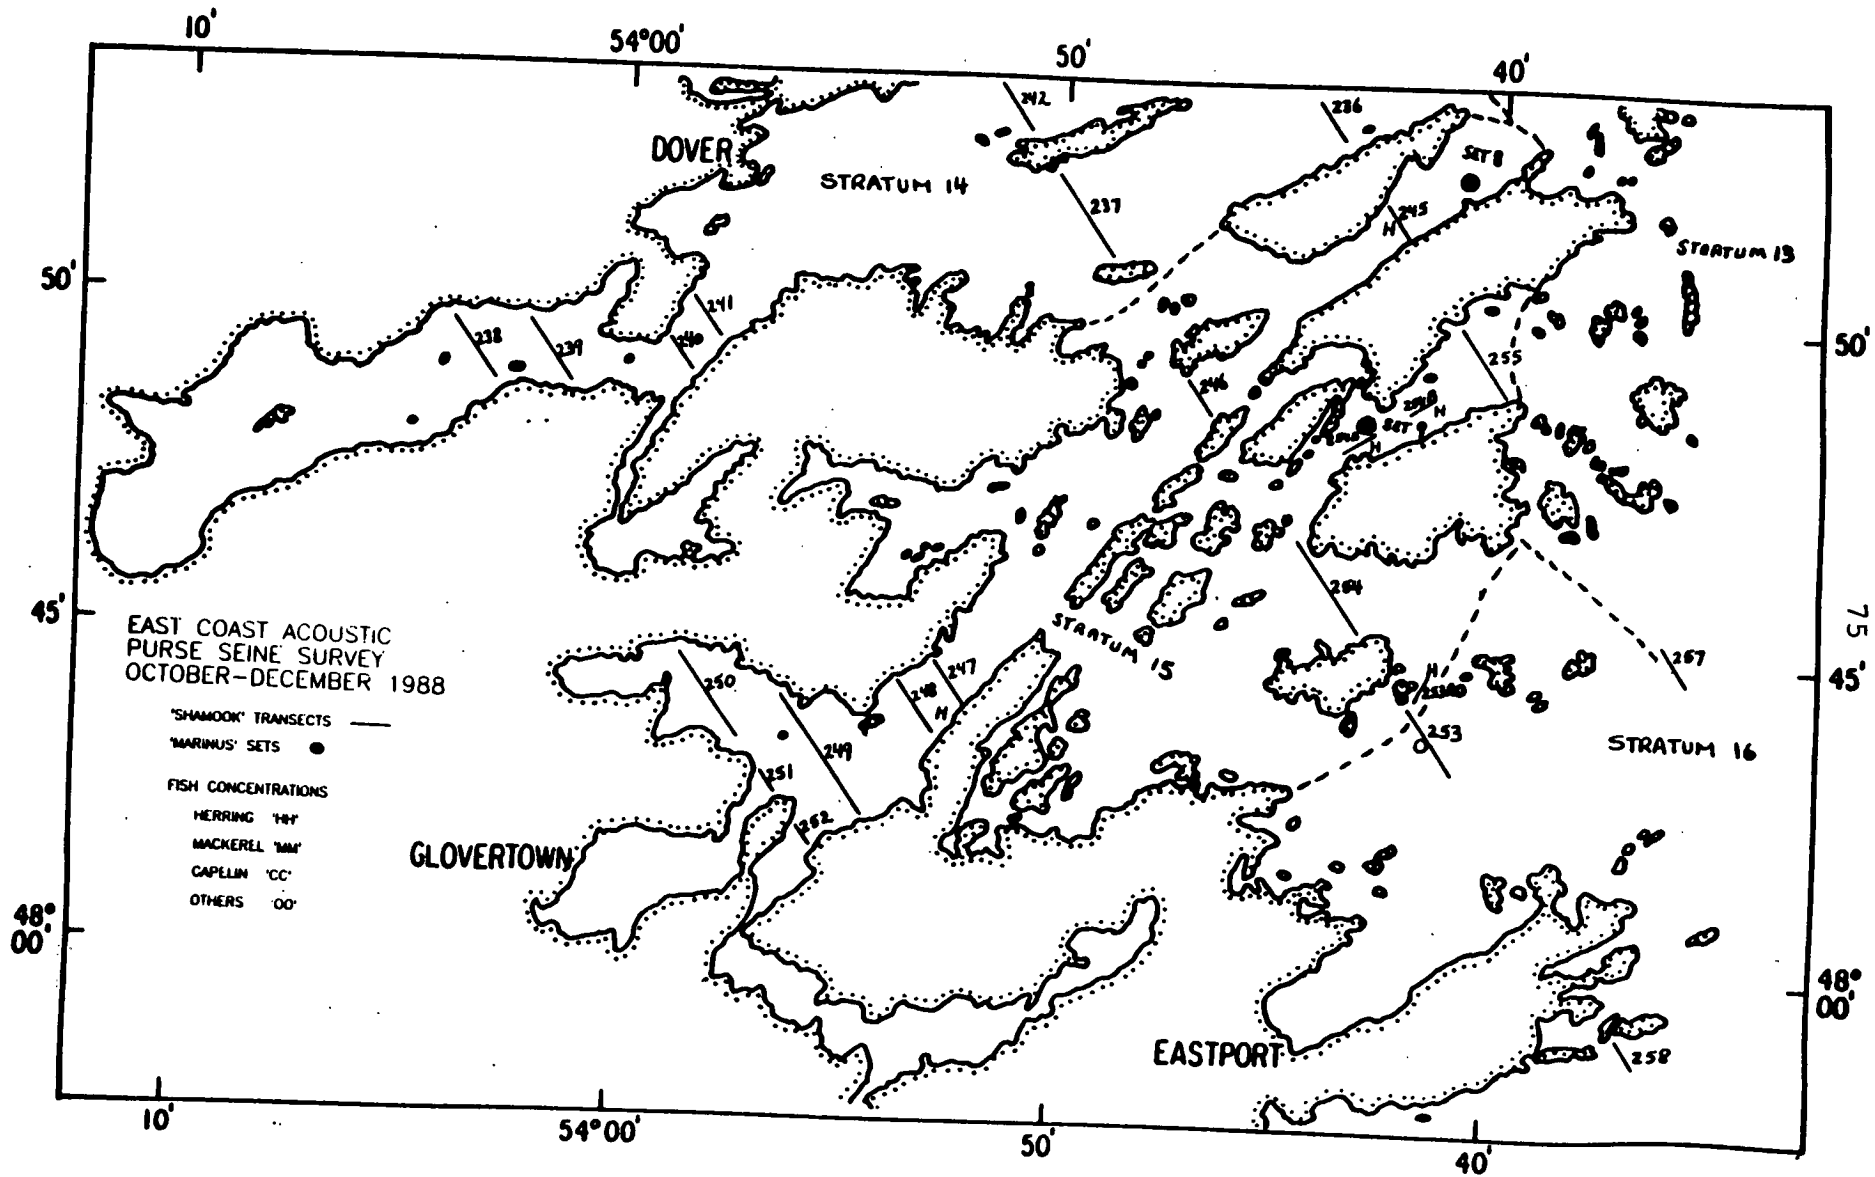 10'
54°00'
50'
40'
242
236
DOVER
SET 8
STRATUM 14
237
245
H
STRATUM 13
50'
241
238
239
240
50'
255
246
H
SET 9
H
45'
254
EAST COAST ACOUSTIC
PURSE SEINE SURVEY
OCTOBER-DECEMBER 1988
STRATUM 15
75
257
45'
250
247
248
H
H
'SHAMOOK' TRANSECTS
'MARINUS' SETS
249
253
O
STRATUM 16
251
FISH CONCENTRATIONS
HERRING 'HH'
MACKEREL 'MM'
CAPELIN 'CC'
OTHERS 'OO'
252
GLOVERTOWN
48°
00'
48°
00'
EASTPORT
258
10'
54°00'
50'
40'